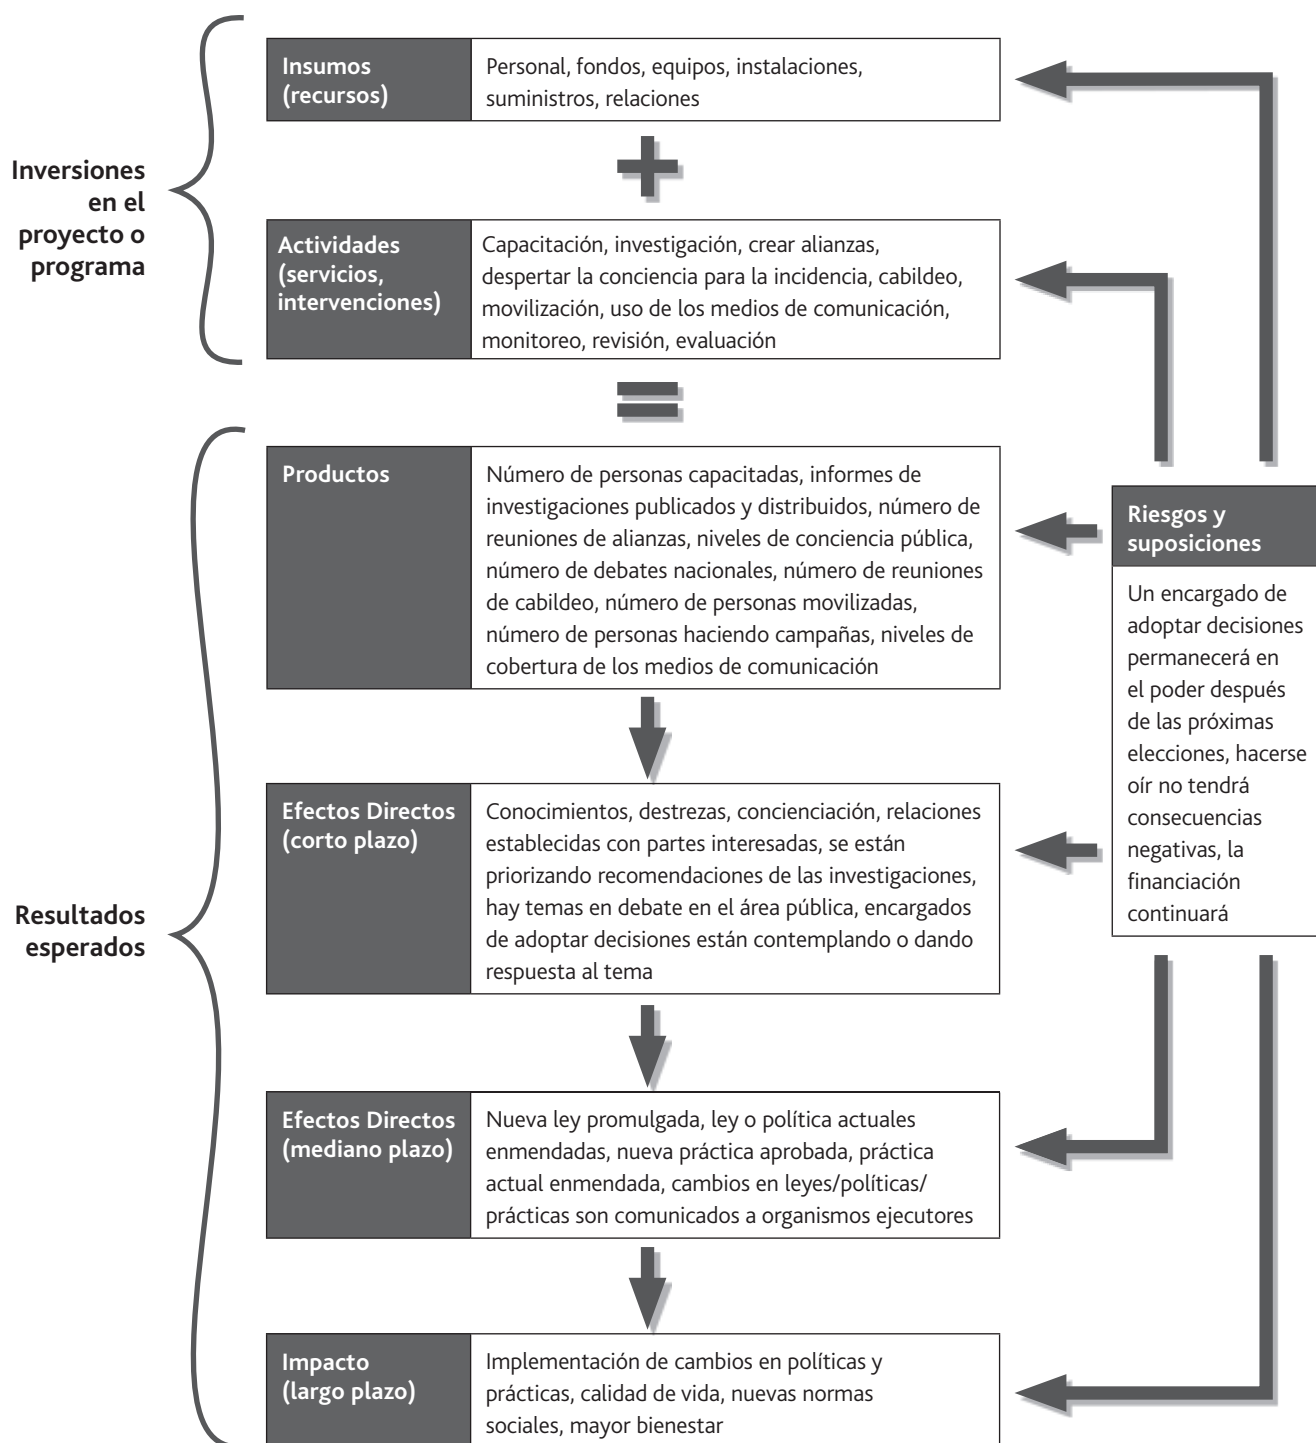 Inversiones
en el
proyecto o
programa
Insumos
(recursos)
Personal, fondos, equipos, instalaciones,
suministros, relaciones
Actividades
(servicios,
intervenciones)
Capacitación, investigación, crear alianzas,
despertar la conciencia para la incidencia, cabildeo,
movilización, uso de los medios de comunicación,
monitoreo, revisión, evaluación
Resultados
esperados
Productos
Número de personas capacitadas, informes de
investigaciones publicados y distribuidos, número de
reuniones de alianzas, niveles de conciencia pública,
número de debates nacionales, número de reuniones
de cabildeo, número de personas movilizadas,
número de personas haciendo campañas, niveles de
cobertura de los medios de comunicación
Efectos Directos
(corto plazo)
Conocimientos, destrezas, concienciación, relaciones
establecidas con partes interesadas, se están
priorizando recomendaciones de las investigaciones,
hay temas en debate en el área pública, encargados
de adoptar decisiones están contemplando o dando
respuesta al tema
Efectos Directos
(mediano plazo)
Nueva ley promulgada, ley o política actuales
enmendadas, nueva práctica aprobada, práctica
actual enmendada, cambios en leyes/políticas/
prácticas son comunicados a organismos ejecutores
Impacto
(largo plazo)
Implementación de cambios en políticas y
prácticas, calidad de vida, nuevas normas
sociales, mayor bienestar
Riesgos y
suposiciones
Un encargado de
adoptar decisiones
permanecerá en
el poder después
de las próximas
elecciones, hacerse
oír no tendrá
consecuencias
negativas, la
financiación
continuará